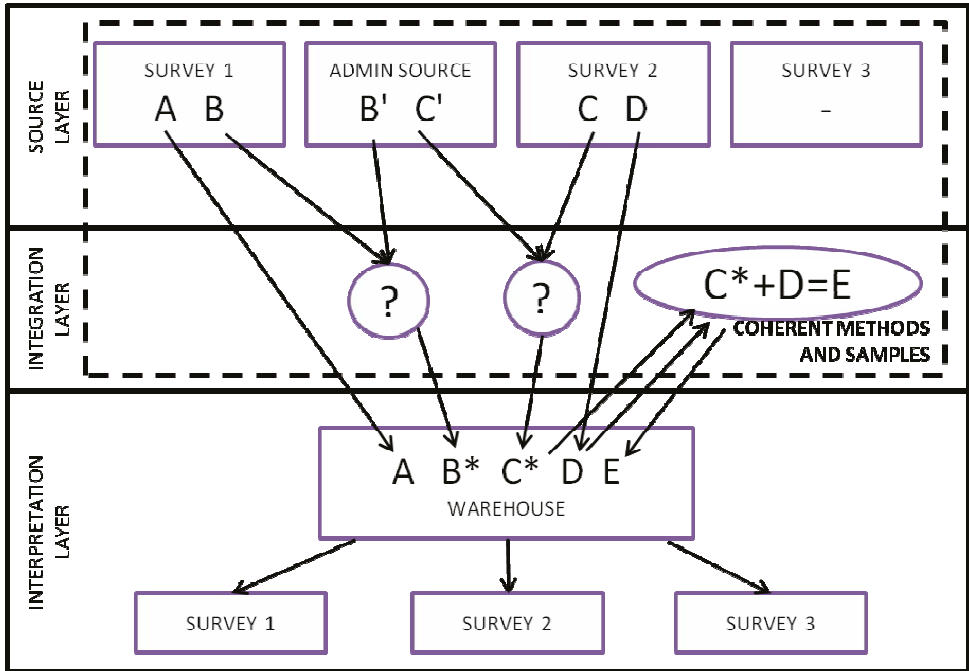 SOURCE
LAYER
SURVEY 1
A B
ADMIN SOURCE
B' C'
SURVEY 2
C D
SURVEY 3
-
INTEGRATION
LAYER
?
?
C*+D=E
COHERENT METHODS
AND SAMPLES
INTERPRETATION
LAYER
A B* C* D E
WAREHOUSE
SURVEY 1
SURVEY 2
SURVEY 3